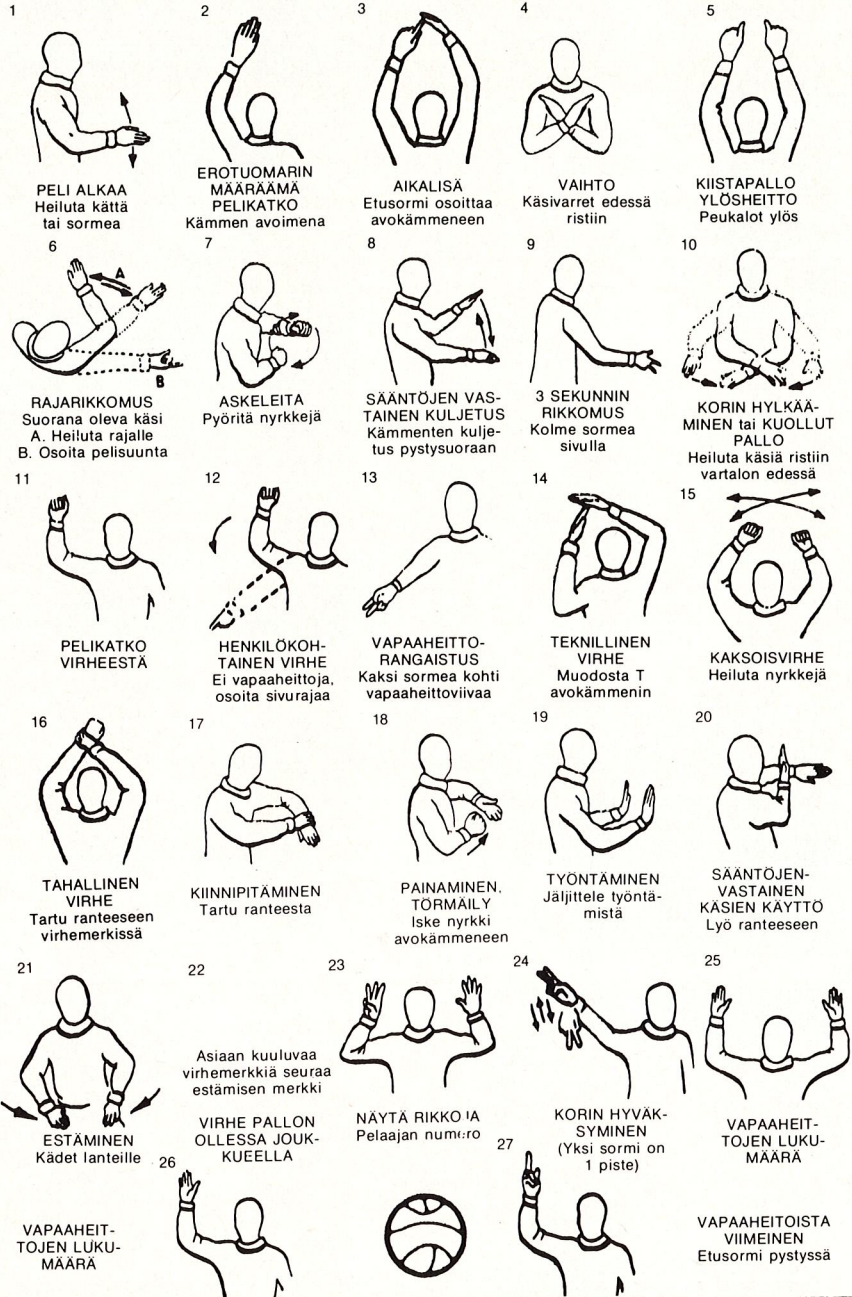 1
PELI ALKAA
Heiluta kättä
tai sormea
2
EROTUOMARIN
MÄÄRÄÄMÄ
PELIKATKO
Kämmen avoimena
3
AIKALISÄ
Etusormi osoittaa
avokämmeneen
4
VAIHTO
Käsivarret edessä
ristiin
5
KIISTAPALLO
YLÖSHEITTO
Peukalot ylös
6
A
B
RAJARIKKOMUS
Suorana oleva käsi
A. Heiluta rajalle
B. Osoita pelisuunta
7
ASKELEITA
Pyöritä nyrkkejä
8
SÄÄNTÖJEN VAS-
TAINEN KULJETUS
Kämmenten kulje-
tus pystysuoraan
9
3 SEKUNNIN
RIKKOMUS
Kolme sormea
sivulla
10
KORIN HYLKÄÄ-
MINEN tai KUOLLUT
PALLO
Heiluta käsiä ristiin
vartalon edessä
11
PELIKATKO
VIRHEESTÄ
12
HENKILÖKOH-
TAINEN VIRHE
Ei vapaaheittoja,
osoita sivurajaa
13
VAPAAHEITTO-
RANGAISTUS
Kaksi sormea kohti
vapaaheittoviivaa
14
TEKNILLINEN
VIRHE
Muodosta T
avokämmenin
15
KAKSOISVIRHE
Heiluta nyrkkejä
16
TAHALLINEN
VIRHE
Tartu ranteeseen
virhemerkissä
17
KIINNIPITÄMINEN
Tartu ranteesta
18
PAINAMINEN,
TÖRMÄILY
Iske nyrkki
avokämmeneen
19
TYÖNTÄMINEN
Jäljittele työntä-
mistä
20
SÄÄNTÖJEN-
VASTAINEN
KÄSIEN KÄYTTÖ
Lyö ranteeseen
21
ESTÄMINEN
Kädet lanteille
22
Asiaan kuuluvaa
virhemerkkiä seuraa
estämisen merkki
VIRHE PALLON
OLLESSA JOUK-
KUEELLA
23
NÄYTÄ
Pelaajan numero
24
KORIN HYVÄK-
SYMINEN
(Yksi sormi on
1 piste)
25
VAPAAHEIT-
TOJEN LUKU-
MÄÄRÄ
26
VAPAAHEIT-
TOJEN LUKU-
MÄÄRÄ
27
VAPAAHEITOISTA
VIIMEINEN
Etusormi pystyssä